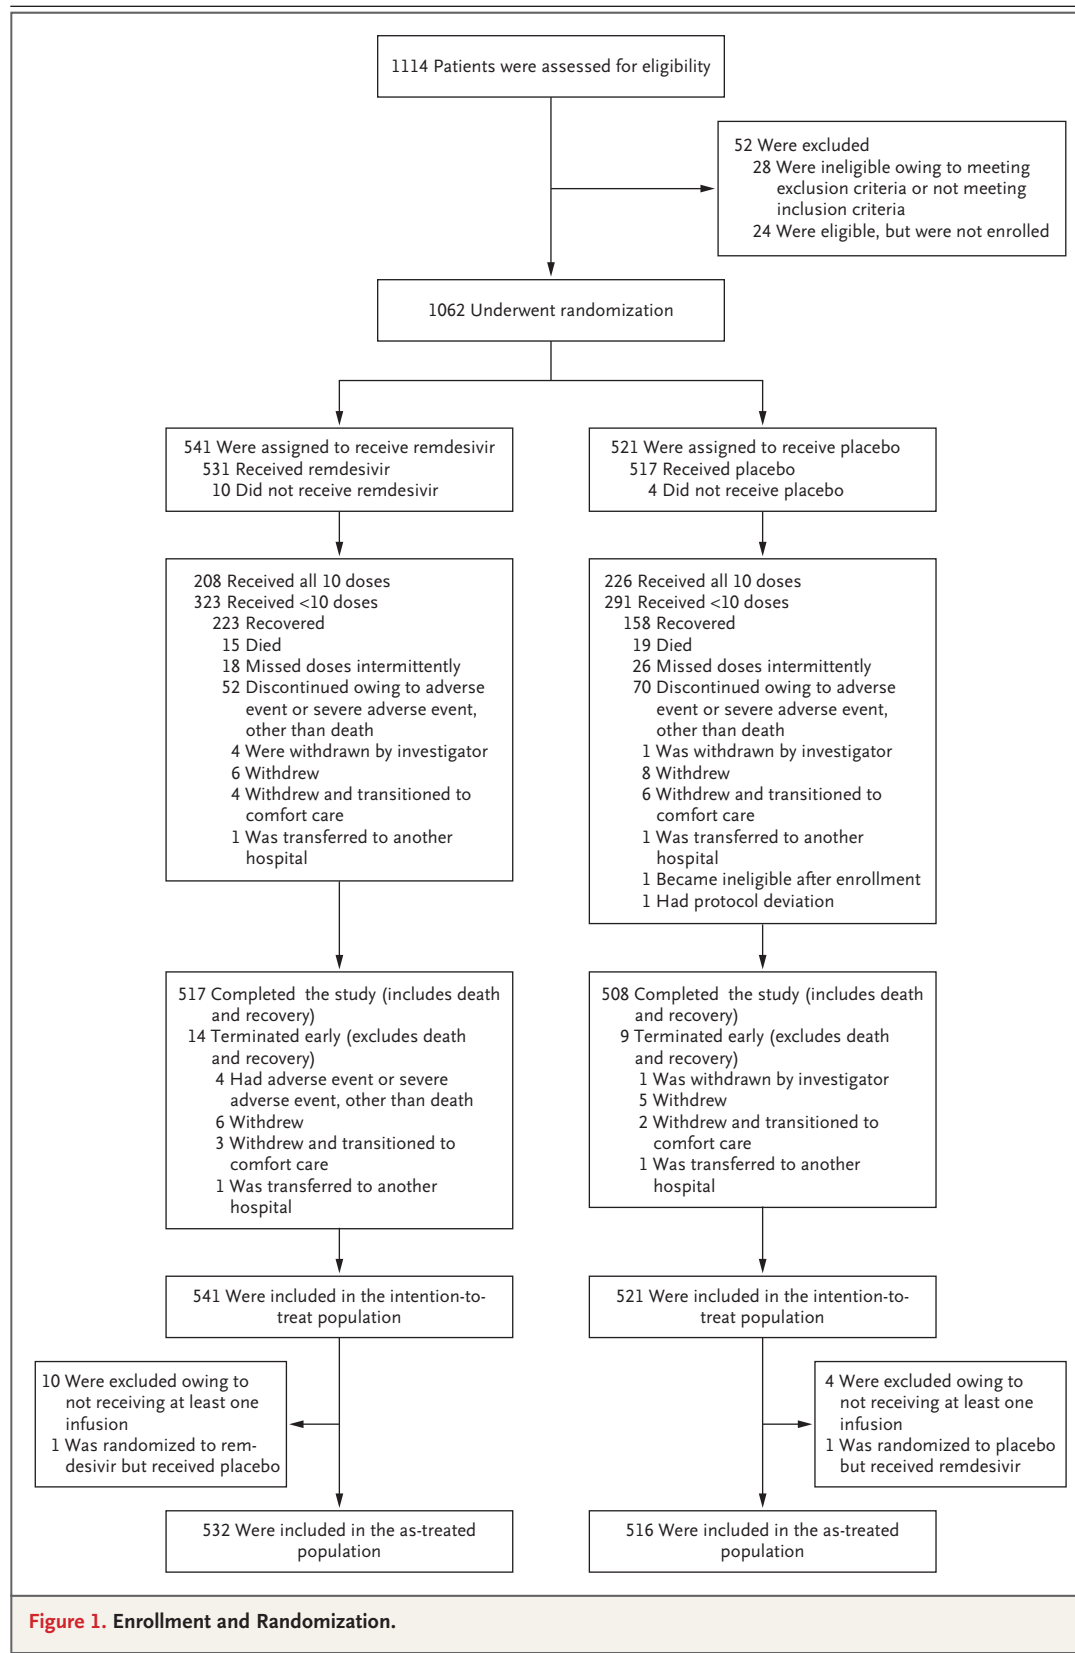 1114 Patients were assessed for eligibility
52 Were excluded
28 Were ineligible owing to meeting
exclusion criteria or not meeting
inclusion criteria
24 Were eligible, but were not enrolled
1062 Underwent randomization
541 Were assigned to receive remdesivir
531 Received remdesivir
10 Did not receive remdesivir
521 Were assigned to receive placebo
517 Received placebo
4 Did not receive placebo
208 Received all 10 doses
323 Received <10 doses
223 Recovered
15 Died
18 Missed doses intermittently
52 Discontinued owing to adverse
event or severe adverse event,
other than death
4 Were withdrawn by investigator
6 Withdrew
4 Withdrew and transitioned to
comfort care
1 Was transferred to another
hospital
226 Received all 10 doses
291 Received <10 doses
158 Recovered
19 Died
26 Missed doses intermittently
70 Discontinued owing to adverse
event or severe adverse event,
other than death
1 Was withdrawn by investigator
8 Withdrew
6 Withdrew and transitioned to
comfort care
1 Was transferred to another
hospital
1 Became ineligible after enrollment
1 Had protocol deviation
517 Completed the study (includes death
and recovery)
14 Terminated early (excludes death
and recovery)
4 Had adverse event or severe
adverse event, other than death
6 Withdrew
3 Withdrew and transitioned to
comfort care
1 Was transferred to another
hospital
508 Completed the study (includes death
and recovery)
9 Terminated early (excludes death
and recovery)
1 Was withdrawn by investigator
5 Withdrew
2 Withdrew and transitioned to
comfort care
1 Was transferred to another
hospital
541 Were included in the intention-to-
treat population
521 Were included in the intention-to-
treat population
10 Were excluded owing to
not receiving at least one
infusion
1 Was randomized to rem-
desivir but received placebo
4 Were excluded owing to
not receiving at least one
infusion
1 Was randomized to placebo
but received remdesivir
532 Were included in the as-treated
population
516 Were included in the as-treated
population
Figure 1. Enrollment and Randomization.